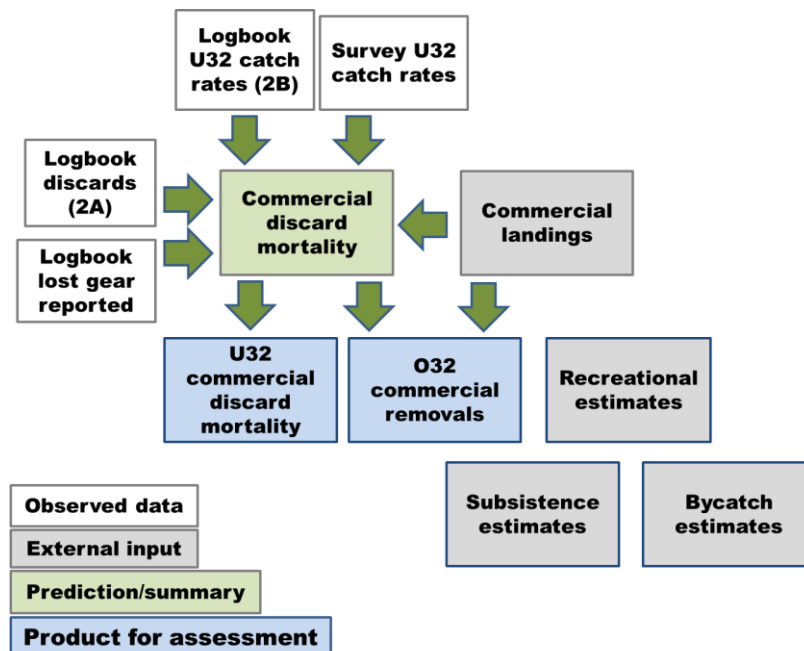 Logbook
U32 catch
rates (2B)
Survey U32
catch rates
Logbook
discards
(2A)
Commercial
discard
mortality
Commercial
landings
Logbook
lost gear
reported
U32
commercial
discard
mortality
O32
commercial
removals
Recreational
estimates
Subsistence
estimates
Bycatch
estimates
Observed data
External input
Prediction/summary
Product for assessment